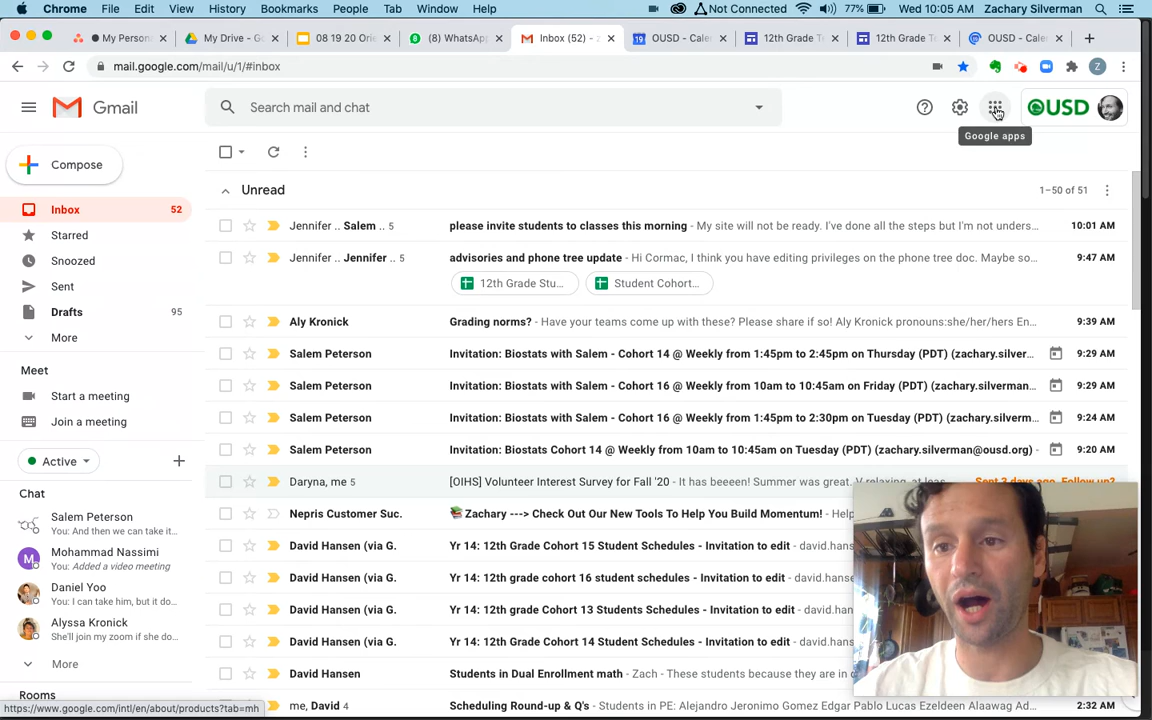 Chrome File Edit View History Bookmarks People Tab Window Help Not Connected 77% Wed 10:05 AM Zachary Silverman
My Persona My Drive - Go 08 19 20 Orie (8) WhatsApp Inbox (52) - z OUSD - Cale 12th Grade Te 12th Grade Te OUSD - Cale
mail.google.com/mail/u/1/#inbox
Gmail Search mail and chat OUSD
Google apps
Compose
Unread 1–50 of 51
Inbox 52
Jennifer .. Salem .. 5 please invite students to classes this morning - My site will not be ready. I've done all the steps but I'm not unders... 10:01 AM
Starred
Snoozed
Jennifer .. Jennifer .. 5 advisories and phone tree update - Hi Cormac, I think you have editing privileges on the phone tree doc. Maybe so... 9:47 AM
Sent
12th Grade Stu... Student Cohort...
Drafts 95
Aly Kronick Grading norms? - Have your teams come up with these? Please share if so! Aly Kronick pronouns:she/her/hers En... 9:39 AM
More
Salem Peterson Invitation: Biostats with Salem - Cohort 14 @ Weekly from 1:45pm to 2:45pm on Thursday (PDT) (zachary.silver... 9:29 AM
Meet
Salem Peterson Invitation: Biostats with Salem - Cohort 16 @ Weekly from 10am to 10:45am on Friday (PDT) (zachary.silverman... 9:29 AM
Start a meeting
Join a meeting
Salem Peterson Invitation: Biostats with Salem - Cohort 16 @ Weekly from 1:45pm to 2:30pm on Tuesday (PDT) (zachary.silverm... 9:24 AM
Salem Peterson Invitation: Biostats Cohort 14 @ Weekly from 10am to 10:45am on Tuesday (PDT) (zachary.silverman@ousd.org) - 9:20 AM
Active
Daryna, me 5 [OIHS] Volunteer Interest Survey for Fall '20 - It has beeeen! Summer was great. Sent 3 days ago. Follow up?
Chat
Nepris Customer Suc. Zachary ---> Check Out Our New Tools To Help You Build Momentum! - Help
Salem Peterson
You: And then we can take it...
David Hansen (via G. Yr 14: 12th Grade Cohort 15 Student Schedules - Invitation to edit - david.hans
Mohammad Nassimi
You: Added a video meeting
David Hansen (via G. Yr 14: 12th grade cohort 16 student schedules - Invitation to edit - david.hans
Daniel Yoo
You: I can take him, but it do...
David Hansen (via G. Yr 14: 12th grade Cohort 13 Students Schedules - Invitation to edit - david.ha
Alyssa Kronick
She'll join my zoom if she do...
David Hansen (via G. Yr 14: 12th Grade Cohort 14 Student Schedules - Invitation to edit - david.hans
More
David Hansen Students in Dual Enrollment math - Zach - These students because they are in d
Rooms
me, David 4 Scheduling Round-up & Q's - Students in PE: Alejandro Jeronimo Gomez Edgar Pablo Lucas Ezeldeen Alaawad Ad... 2:32 AM
https://www.google.com/intl/en/about/products?tab=mh